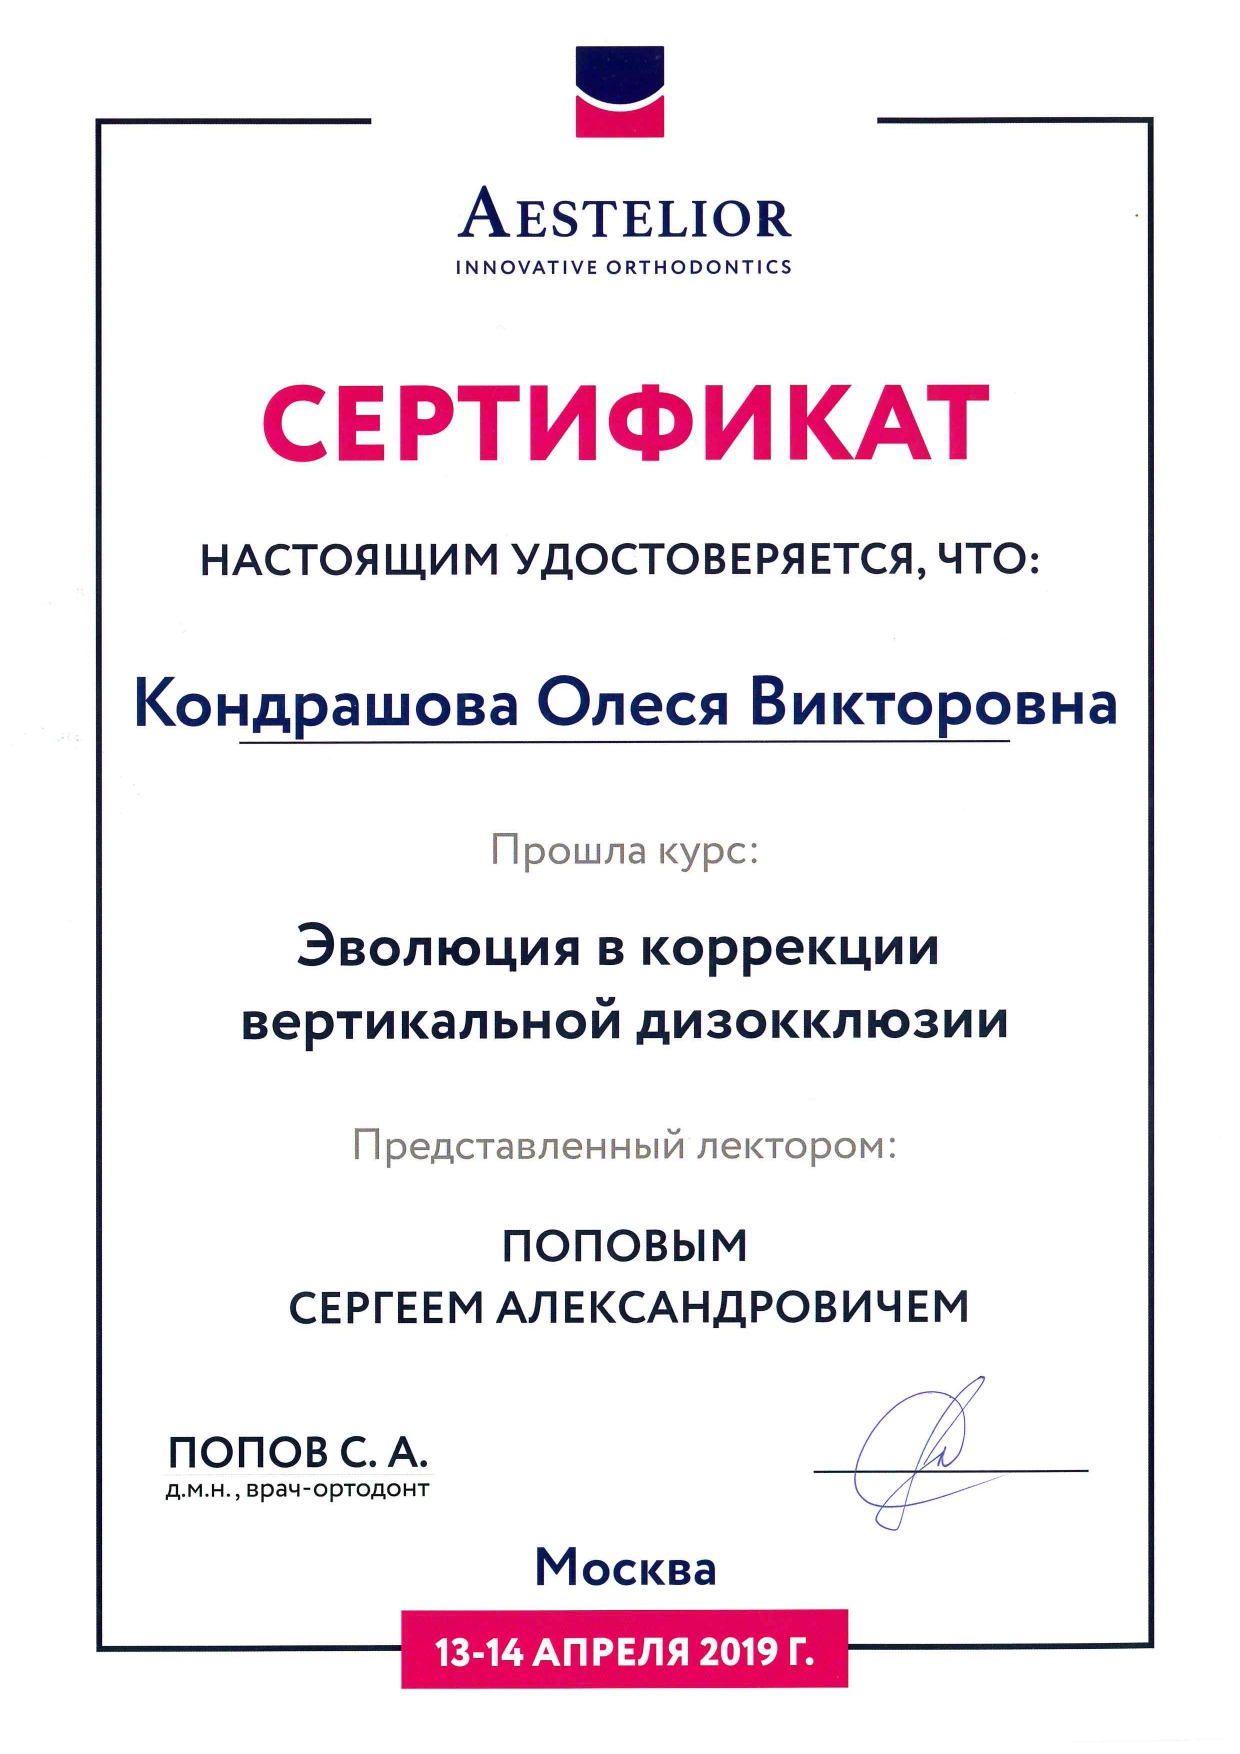 AESTELIOR
INNOVATIVE ORTHODONTICS
СЕРТИФИКАТ
НАСТОЯЩИМ УДОСТОВЕРЯЕТСЯ, ЧТО:
Кондрашова Олеся Викторовна
Прошла курс:
Эволюция в коррекции
вертикальной дизокклюзии
Представленный лектором:
ПОПОВЫМ
СЕРГЕЕМ АЛЕКСАНДРОВИЧЕМ
ПОПОВ С. А.
д.м.н., врач-ортодонт
Москва
13-14 АПРЕЛЯ 2019 Г.